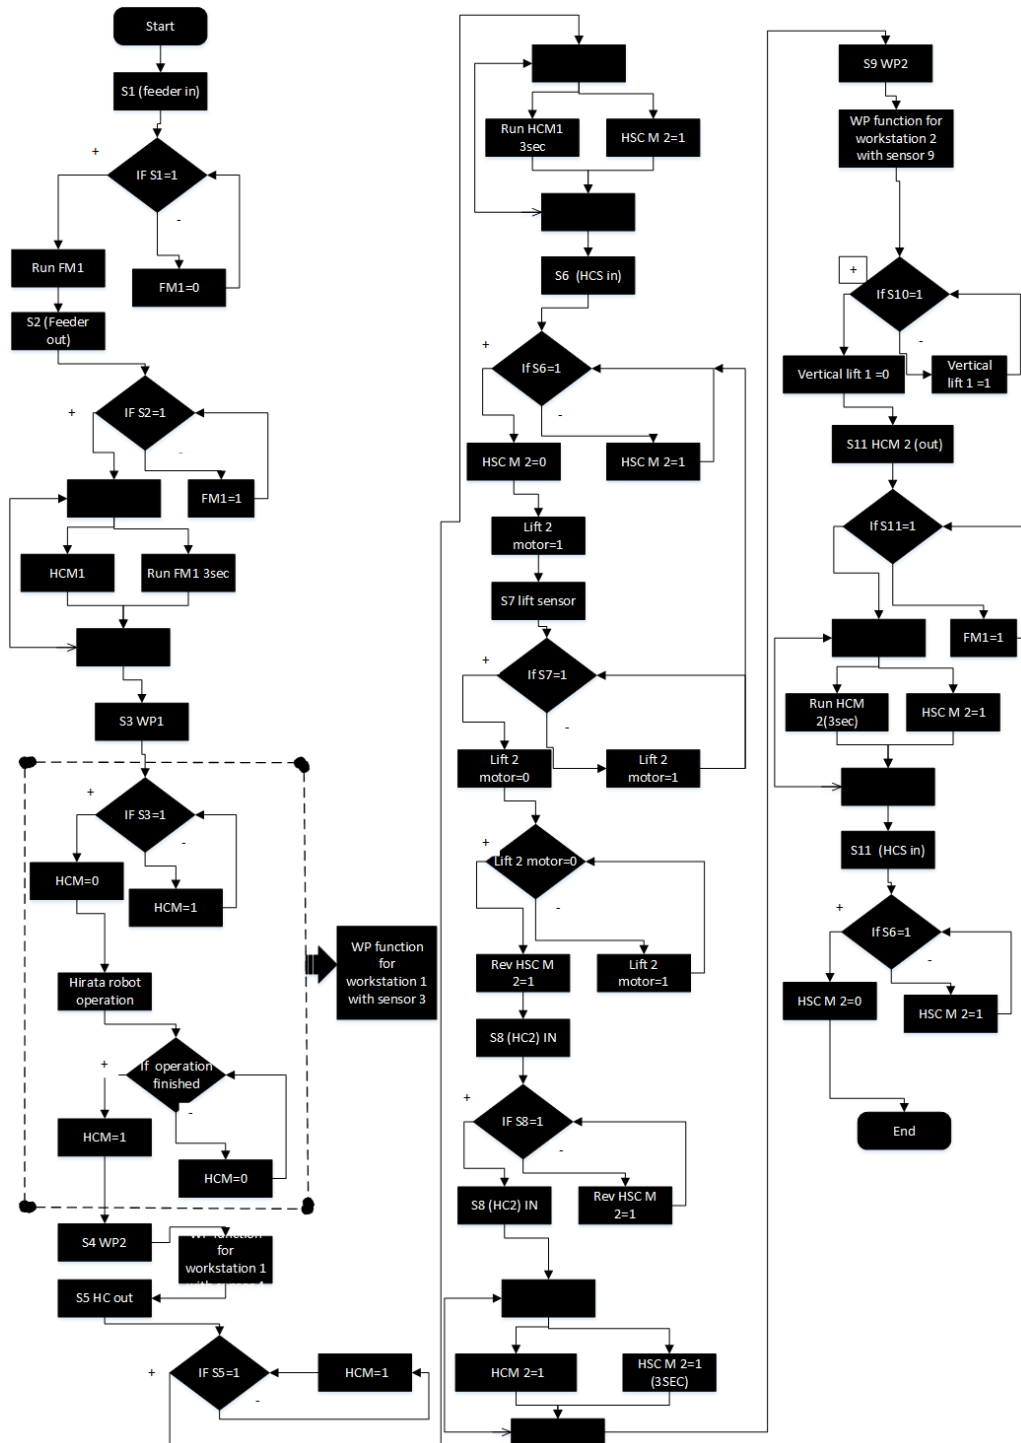 Start
S1 (feeder in)
+
IF S1=1
-
Run FM1
FM1=0
S2 (Feeder
out)
+
IF S2=1
-
FM1=1
HCM1
Run FM1 3sec
S3 WP1
+
IF S3=1
-
HCM=0
HCM=1
Hirata robot
operation
If operation
finished
+
-
HCM=1
HCM=0
WP function
for
workstation 1
with sensor 3
S4 WP2
WP function
for
workstation 1
S5 HC out
+
IF S5=1
-
HCM=1
Run HCM1
3sec
HSC M 2=1
S6 (HCS in)
+
If S6=1
-
HSC M 2=0
HSC M 2=1
Lift 2
motor=1
S7 lift sensor
+
If S7=1
-
Lift 2
motor=0
Lift 2
motor=1
+
Lift 2 motor=0
-
Rev HSC M
2=1
Lift 2
motor=1
S8 (HC2) IN
+
IF S8=1
-
S8 (HC2) IN
Rev HSC M
2=1
HCM 2=1
HSC M 2=1
(3SEC)
S9 WP2
WP function for
workstation 2
with sensor 9
+
If S10=1
-
Vertical lift 1 =0
Vertical
lift 1 =1
S11 HCM 2 (out)
If S11=1
FM1=1
Run HCM
2(3sec)
HSC M 2=1
S11 (HCS in)
+
If S6=1
-
HSC M 2=0
HSC M 2=1
End